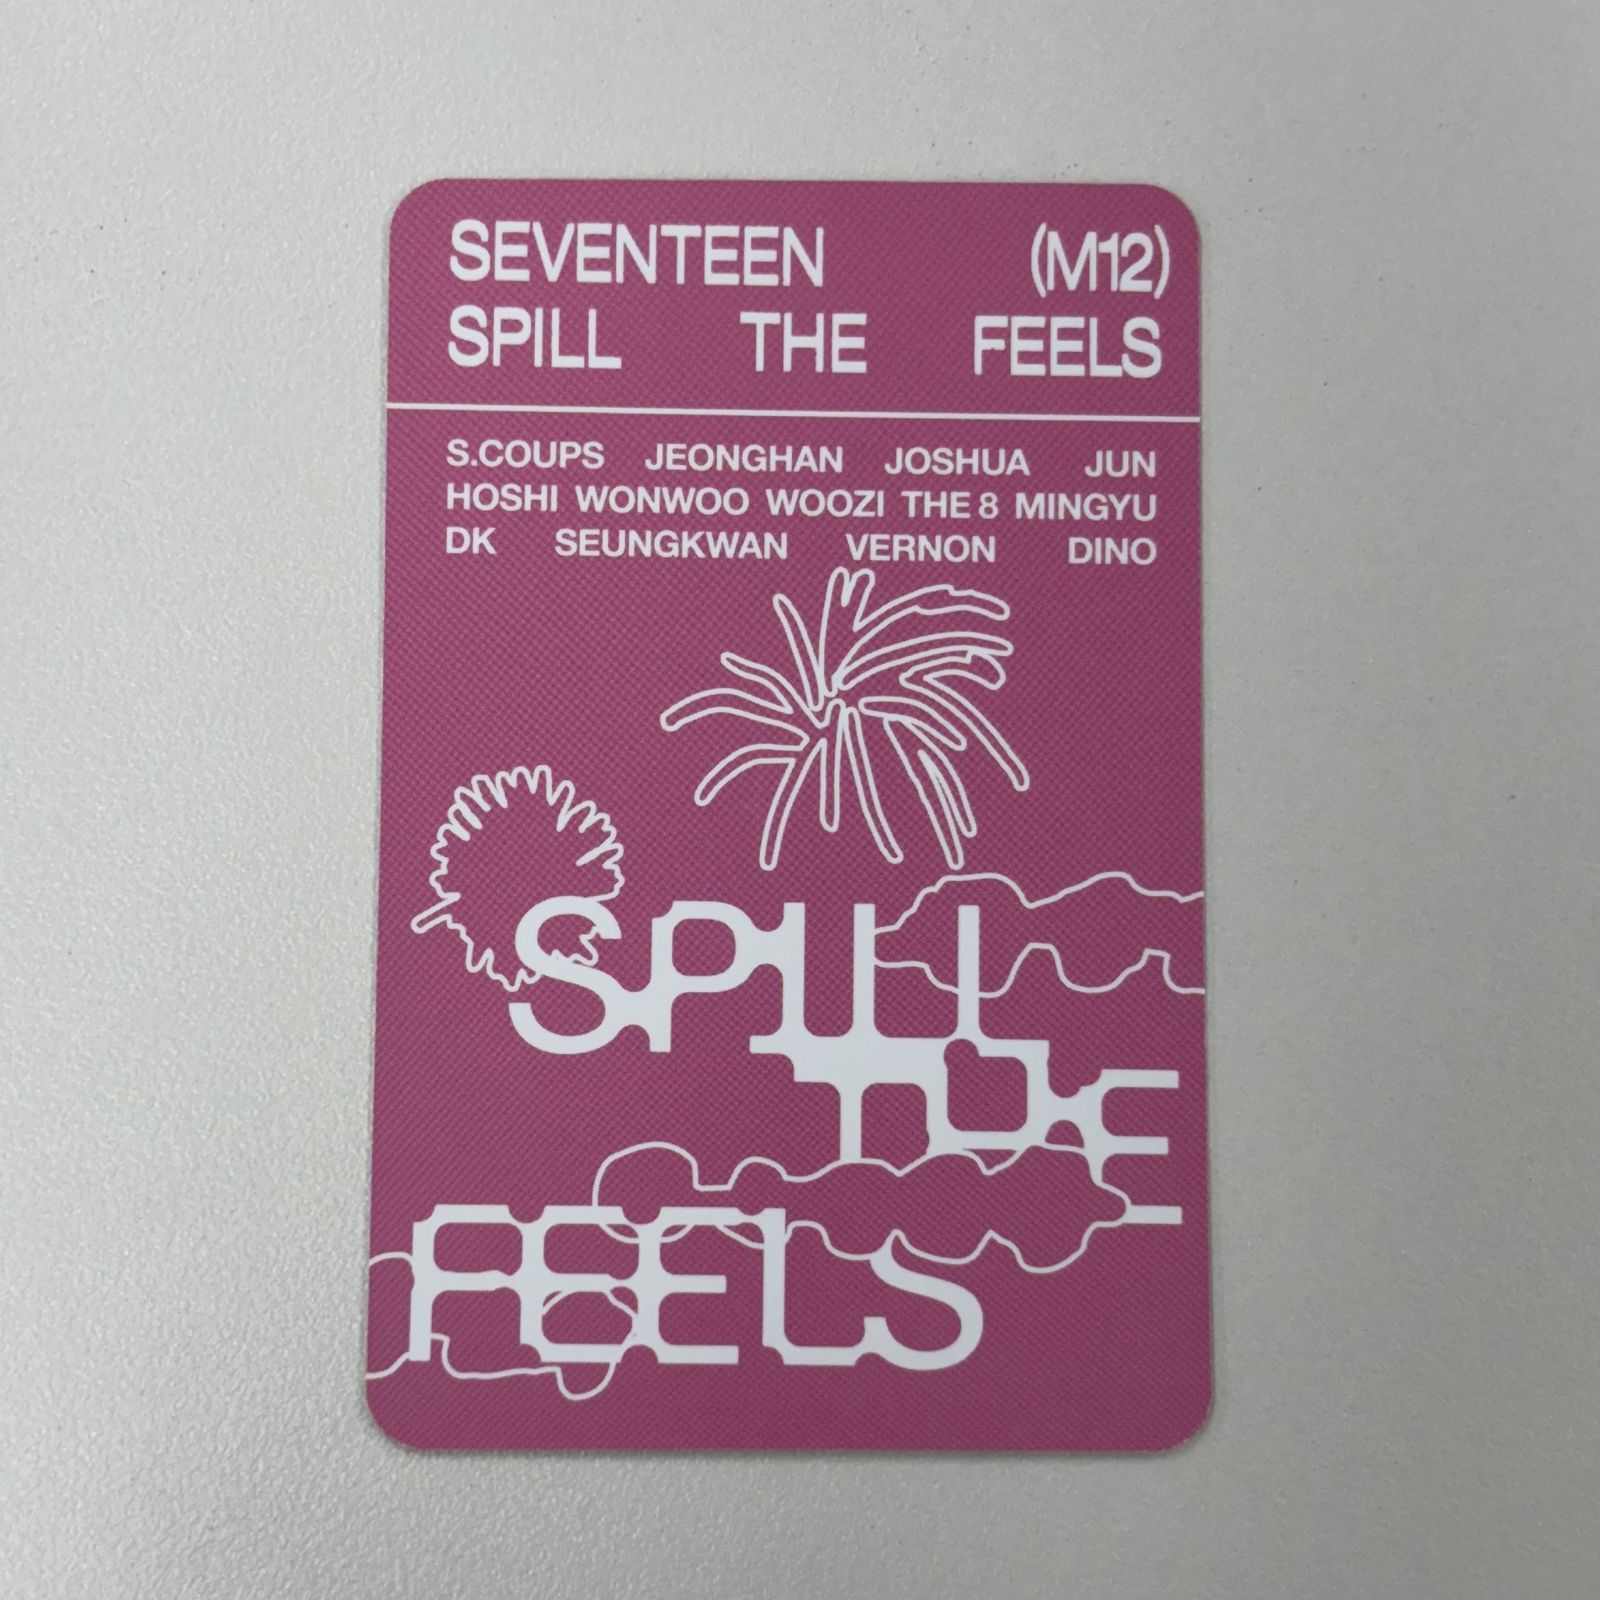 SEVENTEEN (M12)
SPILL THE FEELS
S.COUPS JEONGHAN JOSHUA JUN
HOSHI WONWOO WOOZI THE 8 MINGYU
DK SEUNGKWAN VERNON DINO
SPILL
THE
FEELS